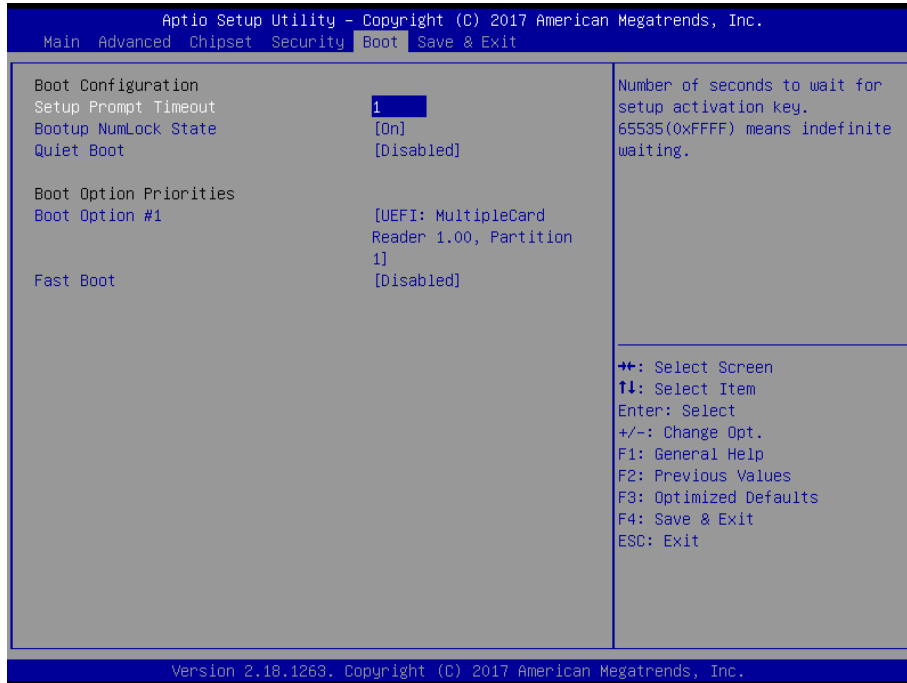 Aptio Setup Utility – Copyright (C) 2017 American Megatrends, Inc.
Main Advanced Chipset Security Boot Save & Exit
Boot Configuration
Setup Prompt Timeout 1
Bootup NumLock State [On]
Quiet Boot [Disabled]
Boot Option Priorities
Boot Option #1 [UEFI: MultipleCard
Reader 1.00, Partition
1]
Fast Boot [Disabled]
Number of seconds to wait for
setup activation key.
65535(0xFFFF) means indefinite
waiting.
→←: Select Screen
↑↓: Select Item
Enter: Select
+/-: Change Opt.
F1: General Help
F2: Previous Values
F3: Optimized Defaults
F4: Save & Exit
ESC: Exit
Version 2.18.1263. Copyright (C) 2017 American Megatrends, Inc.